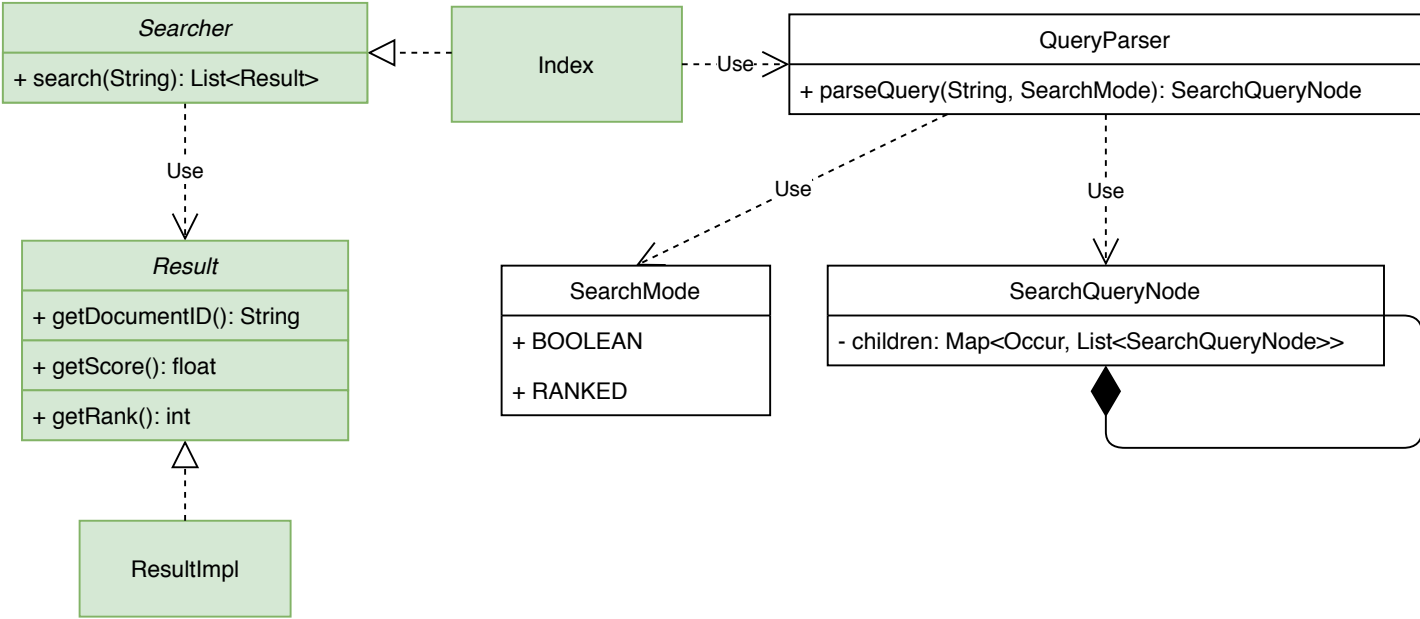 Searcher
+ search(String): List<Result>
Index
Use
QueryParser
+ parseQuery(String, SearchMode): SearchQueryNode
Use
Use
Use
Result
+ getDocumentID(): String
+ getScore(): float
+ getRank(): int
SearchMode
+ BOOLEAN
+ RANKED
SearchQueryNode
- children: Map<Occur, List<SearchQueryNode>>
ResultImpl